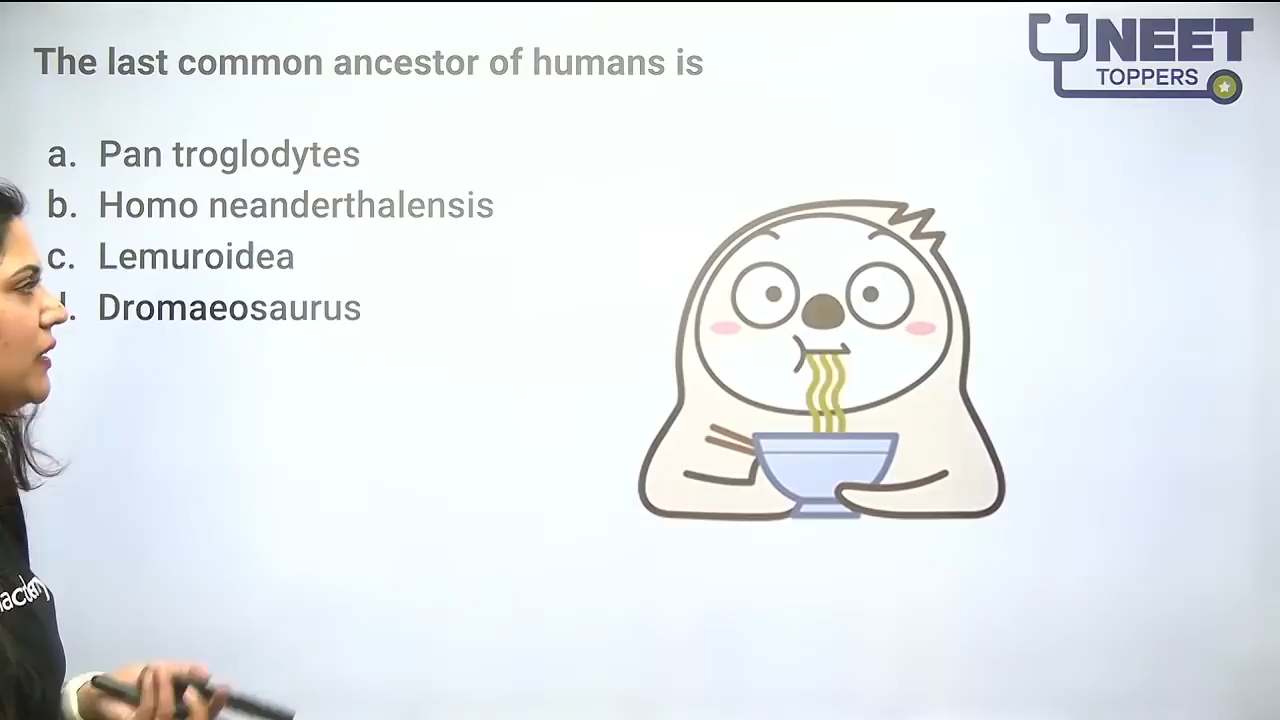 The last common ancestor of humans is
NEET
TOPPERS
a. Pan troglodytes
b. Homo neanderthalensis
c. Lemuroidea
d. Dromaeosaurus